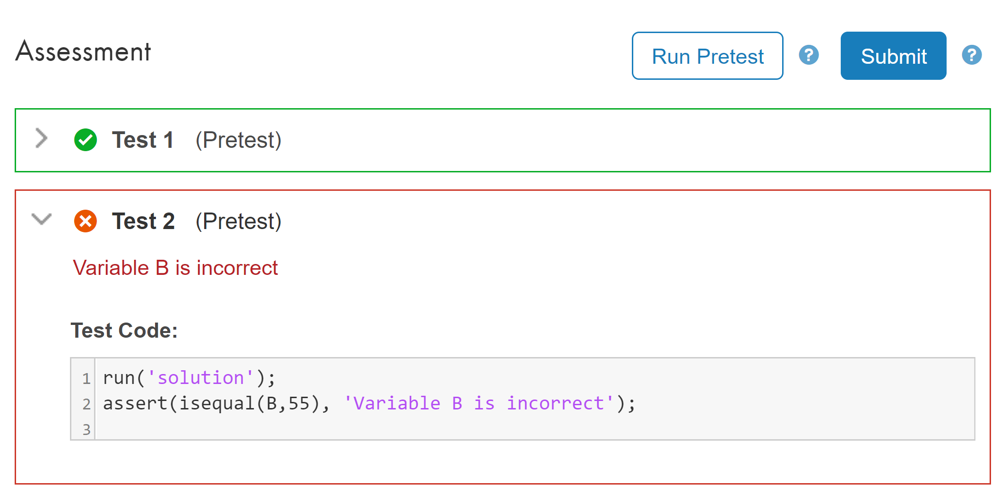 Assessment
Run Pretest ? Submit ?
Test 1 (Pretest)
Test 2 (Pretest)
Variable B is incorrect
Test Code:
1 run('solution');
2 assert(isequal(B,55), 'Variable B is incorrect');
3